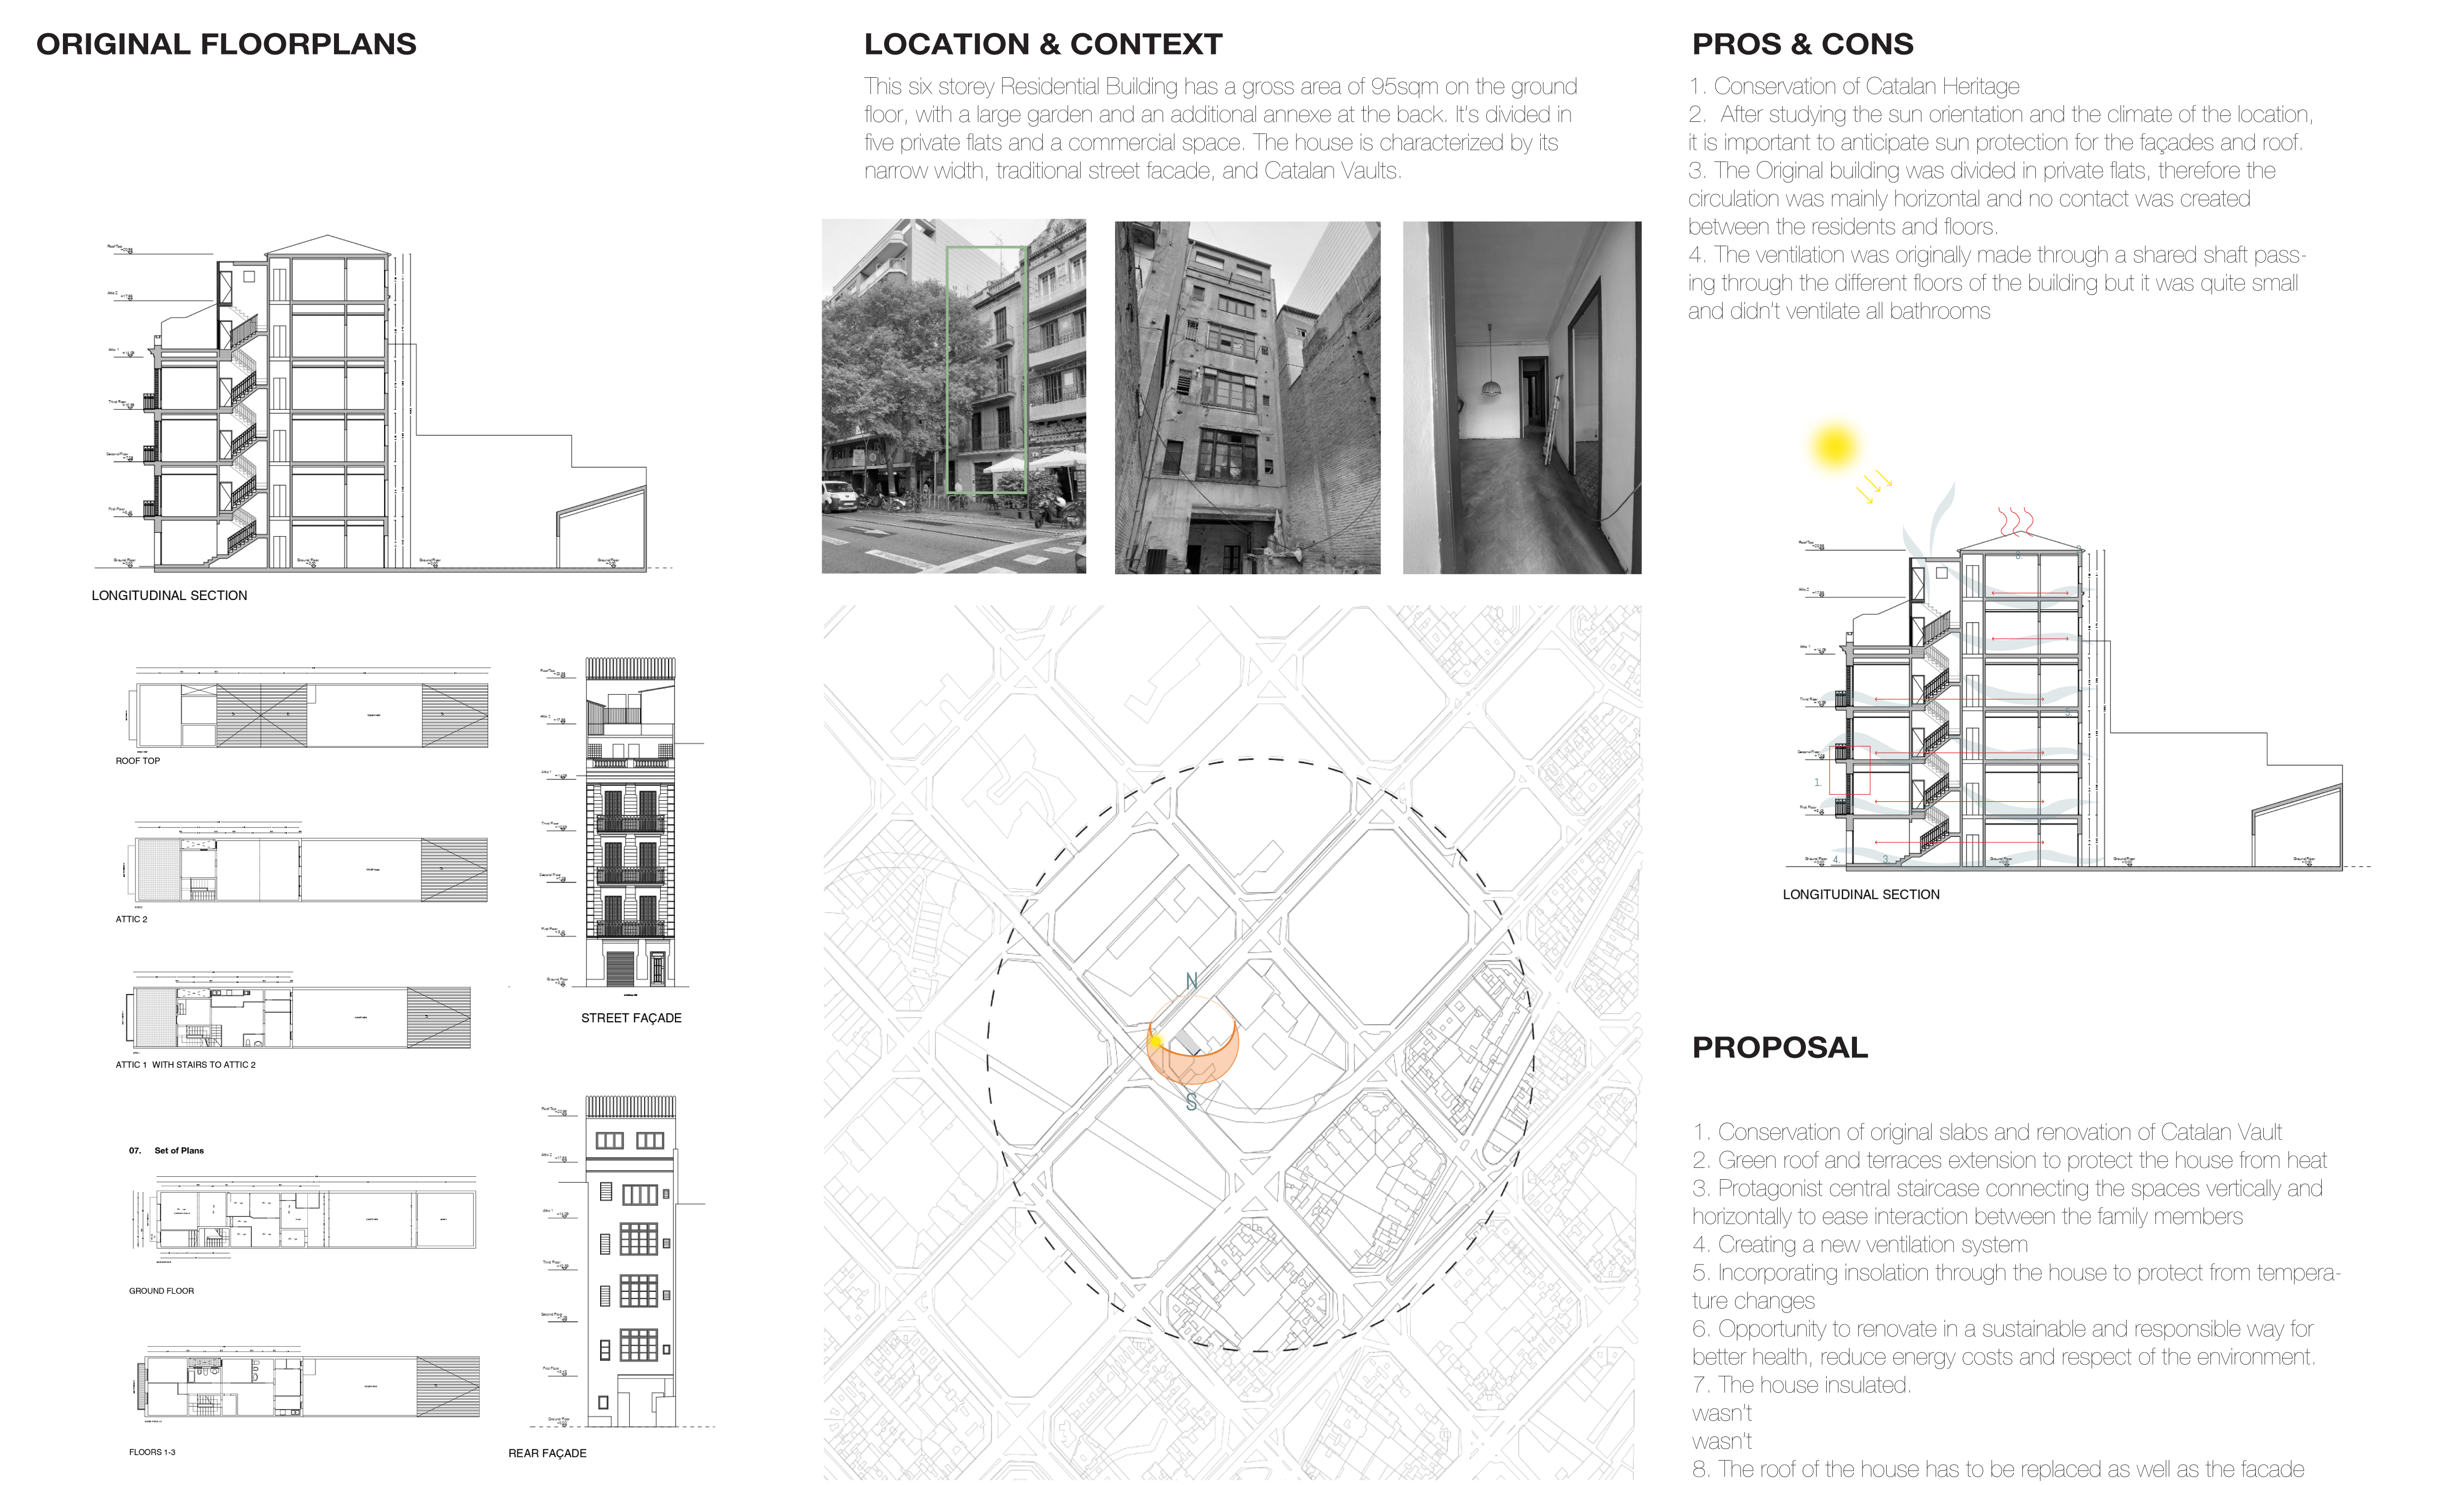 ORIGINAL FLOORPLANS
LONGITUDINAL SECTION
ROOF TOP
ATTIC 2
ATTIC 1 WITH STAIRS TO ATTIC 2
07. Set of Plans
GROUND FLOOR
FLOORS 1-3
STREET FAÇADE
REAR FAÇADE
LOCATION & CONTEXT
This six storey Residential Building has a gross area of 95sqm on the ground
floor, with a large garden and an additional annexe at the back. It's divided in
five private flats and a commercial space. The house is characterized by its
narrow width, traditional street facade, and Catalan Vaults.
N
S
PROS & CONS
1. Conservation of Catalan Heritage
2. After studying the sun orientation and the climate of the location,
it is important to anticipate sun protection for the façades and roof.
3. The Original building was divided in private flats, therefore the
circulation was mainly horizontal and no contact was created
between the residents and floors.
4. The ventilation was originally made through a shared shaft pass-
ing through the different floors of the building but it was quite small
and didn't ventilate all bathrooms
8.
5.
1.
4.
3.
LONGITUDINAL SECTION
PROPOSAL
1. Conservation of original slabs and renovation of Catalan Vault
2. Green roof and terraces extension to protect the house from heat
3. Protagonist central staircase connecting the spaces vertically and
horizontally to ease interaction between the family members
4. Creating a new ventilation system
5. Incorporating insolation through the house to protect from tempera-
ture changes
6. Opportunity to renovate in a sustainable and responsible way for
better health, reduce energy costs and respect of the environment.
7. The house insulated.
wasn't
wasn't
8. The roof of the house has to be replaced as well as the facade